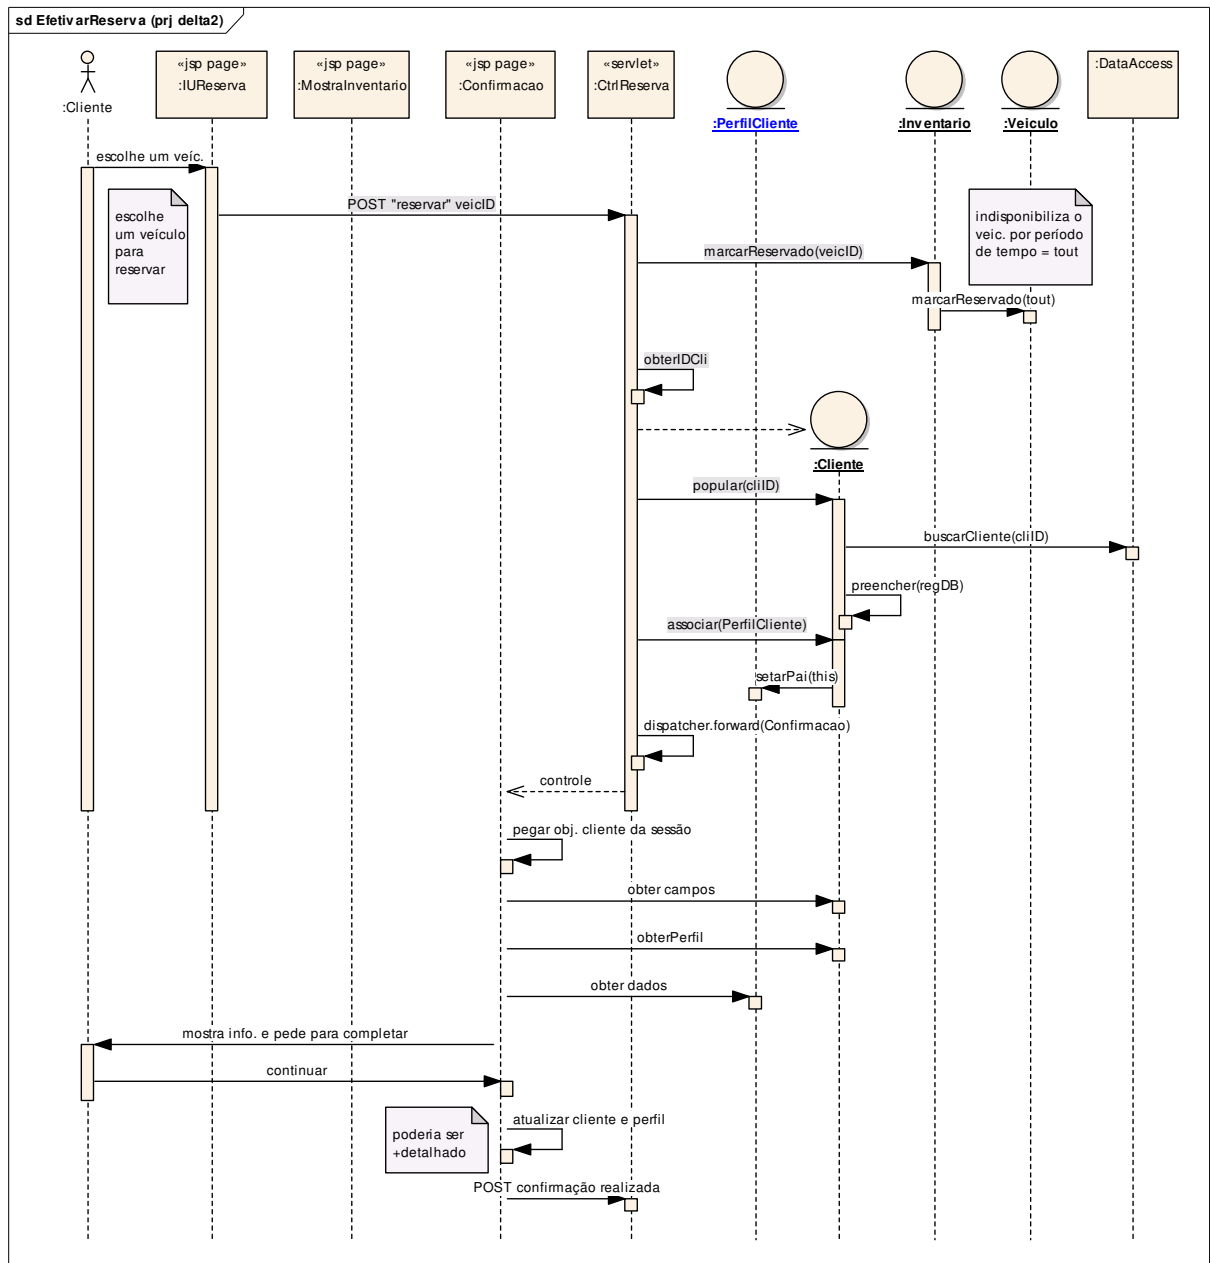 sd EfetivarReserva (prj delta2)
:Cliente
«jsp page»
:IUReserva
«jsp page»
:MostraInventario
«jsp page»
:Confirmacao
«servlet»
:CtrlReserva
:PerfilCliente
:Inventario
:Veiculo
:DataAccess
escolhe um veíc.
escolhe
um veículo
para
reservar
POST "reservar" veicID
indisponibiliza o
veic. por período
de tempo = tout
marcarReservado(veicID)
marcarReservado(tout)
obterIDCli
:Cliente
popular(cliID)
buscarCliente(cliID)
preencher(regDB)
associar(PerfilCliente)
setarPai(this)
dispatcher.forward(Confirmacao)
controle
pegar obj. cliente da sessão
obter campos
obterPerfil
obter dados
mostra info. e pede para completar
continuar
poderia ser
+detalhado
atualizar cliente e perfil
POST confirmação realizada